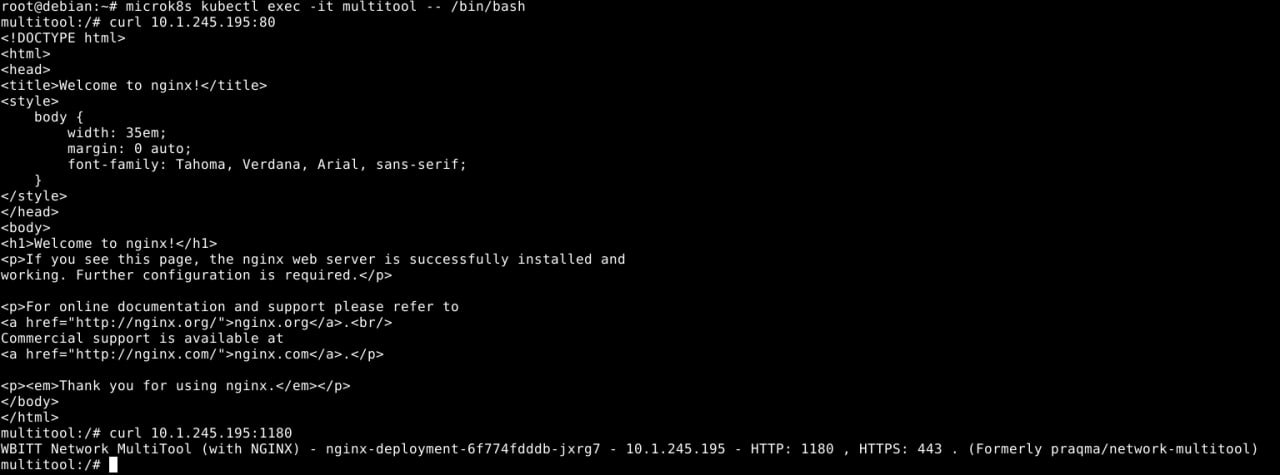 root@debian:~# microk8s kubectl exec -it multitool -- /bin/bash
multitool:/# curl 10.1.245.195:80
<!DOCTYPE html>
<html>
<head>
<title>Welcome to nginx!</title>
<style>
    body {
        width: 35em;
        margin: 0 auto;
        font-family: Tahoma, Verdana, Arial, sans-serif;
    }
</style>
</head>
<body>
<h1>Welcome to nginx!</h1>
<p>If you see this page, the nginx web server is successfully installed and
working. Further configuration is required.</p>

<p>For online documentation and support please refer to
<a href="http://nginx.org/">nginx.org</a>.<br/>
Commercial support is available at
<a href="http://nginx.com/">nginx.com</a>.</p>

<p><em>Thank you for using nginx.</em></p>
</body>
</html>
multitool:/# curl 10.1.245.195:1180
WBITT Network MultiTool (with NGINX) - nginx-deployment-6f774fdddb-jxrg7 - 10.1.245.195 - HTTP: 1180 , HTTPS: 443 . (Formerly praqma/network-multitool)
multitool:/#